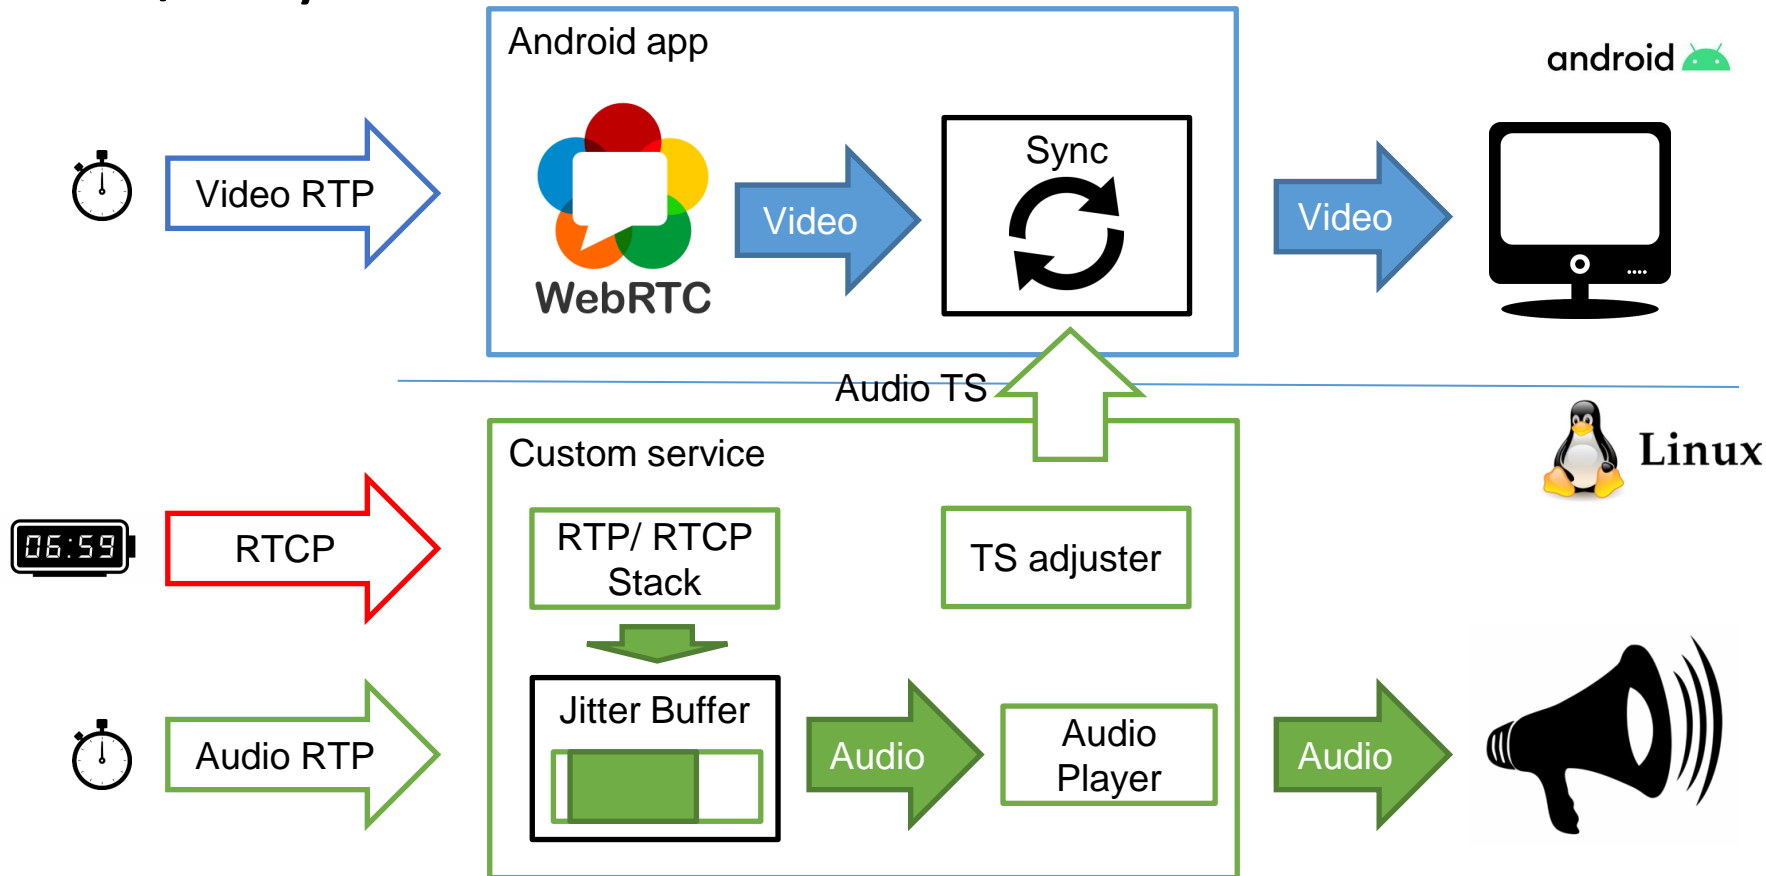 Android app
android
Video RTP
WebRTC
Video
Sync
Video
Audio TS
Custom service
Linux
06:59
RTCP
RTP/ RTCP
Stack
TS adjuster
Audio RTP
Jitter Buffer
Audio
Audio
Player
Audio